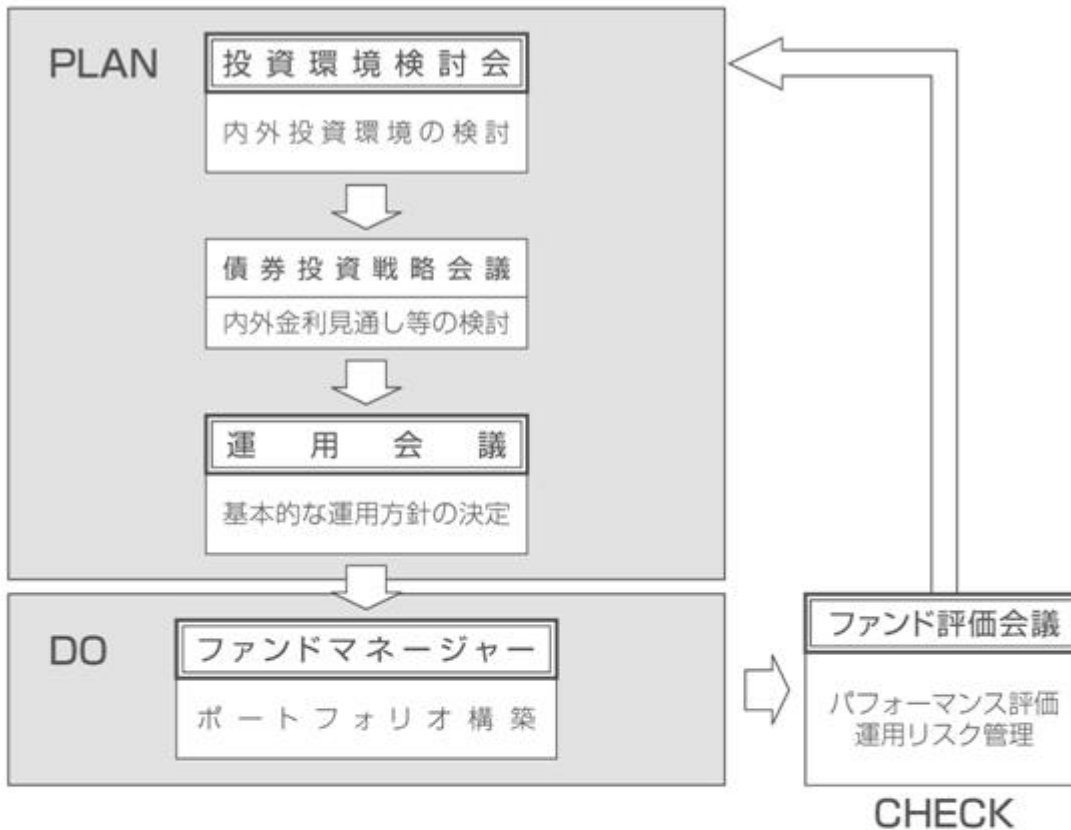 PLAN
投資環境検討会
内外投資環境の検討
債券投資戦略会議
内外金利見通し等の検討
運用会議
基本的な運用方針の決定
DO
ファンドマネージャー
ポートフォリオ構築
ファンド評価会議
パフォーマンス評価
運用リスク管理
CHECK